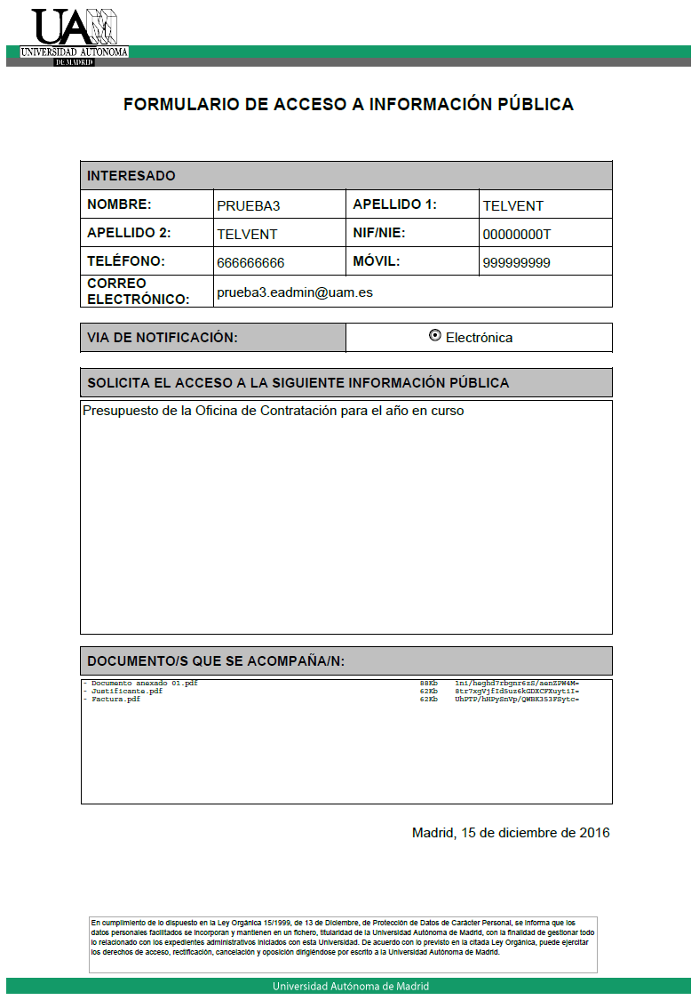 UAM
UNIVERSIDAD AUTONOMA
DE MADRID
FORMULARIO DE ACCESO A INFORMACIÓN PÚBLICA
INTERESADO
NOMBRE: PRUEBA3 APELLIDO 1: TELVENT
APELLIDO 2: TELVENT NIF/NIE: 00000000T
TELÉFONO: 666666666 MÓVIL: 999999999
CORREO
ELECTRÓNICO: prueba3.eadmin@uam.es
VIA DE NOTIFICACIÓN: Electrónica
SOLICITA EL ACCESO A LA SIGUIENTE INFORMACIÓN PÚBLICA
Presupuesto de la Oficina de Contratación para el año en curso
DOCUMENTO/S QUE SE ACOMPAÑA/N:
- Documento anexado 01.pdf 88Kb
- Justificante.pdf 62Kb
- Factura.pdf 62Kb
Madrid, 15 de diciembre de 2016
En cumplimiento de lo dispuesto en la Ley Orgánica 15/1999, de 13 de Diciembre, de Protección de Datos de Carácter Personal, se informa que los
datos personales facilitados se incorporan y mantienen en un fichero, titularidad de la Universidad Autónoma de Madrid, con la finalidad de gestionar todo
lo relacionado con los expedientes administrativos iniciados con esta Universidad. De acuerdo con lo previsto en la citada Ley Orgánica, puede ejercitar
los derechos de acceso, rectificación, cancelación y oposición dirigiéndose por escrito a la Universidad Autónoma de Madrid.
Universidad Autónoma de Madrid